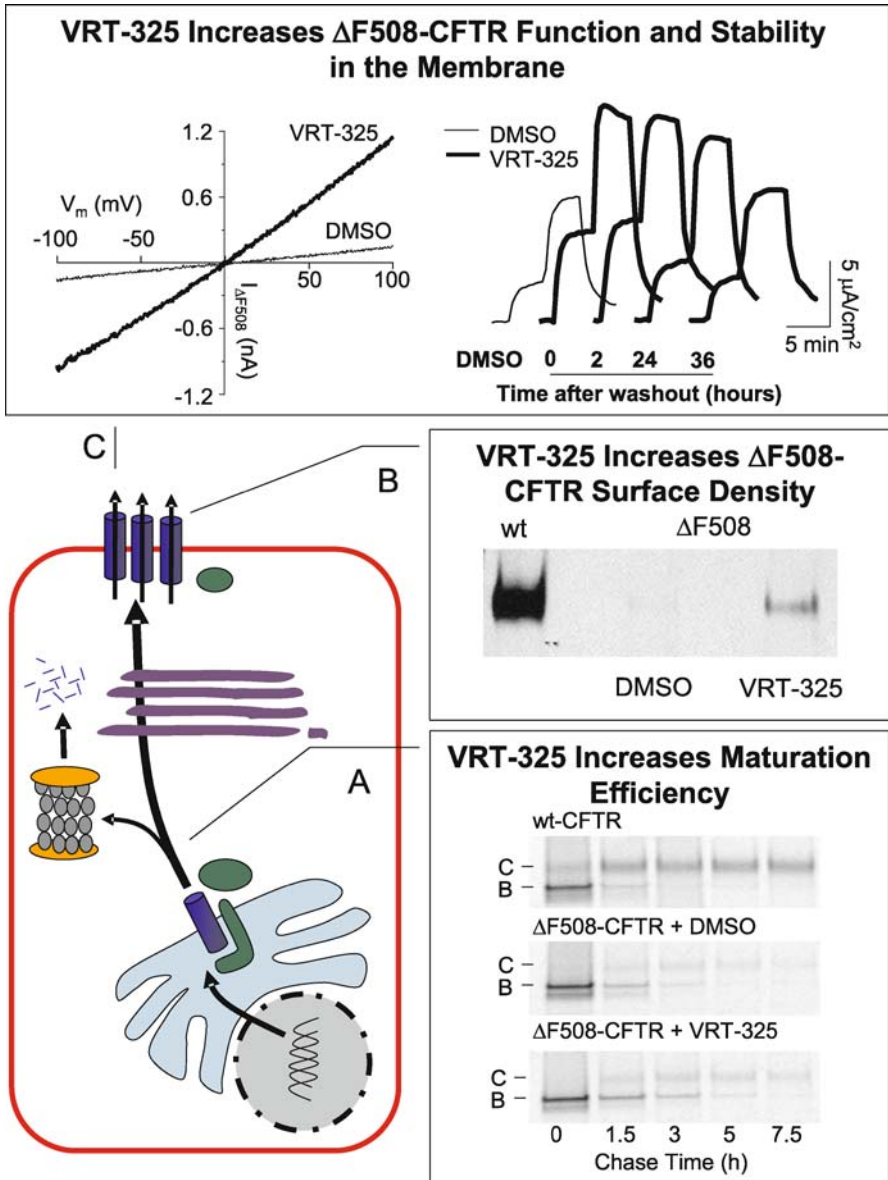 VRT-325 Increases ΔF508-CFTR Function and Stability
in the Membrane
1.2
VRT-325
0.6
Vm (mV)
-100
-50
DMSO
50
100
IΔF508 (nA)
-0.6
-1.2
DMSO
VRT-325
5 μA/cm2
5 min
DMSO 0 2 24 36
Time after washout (hours)
C
B
A
VRT-325 Increases ΔF508-
CFTR Surface Density
wt ΔF508
DMSO VRT-325
VRT-325 Increases Maturation
Efficiency
wt-CFTR
C
B
ΔF508-CFTR + DMSO
C
B
ΔF508-CFTR + VRT-325
C
B
0 1.5 3 5 7.5
Chase Time (h)